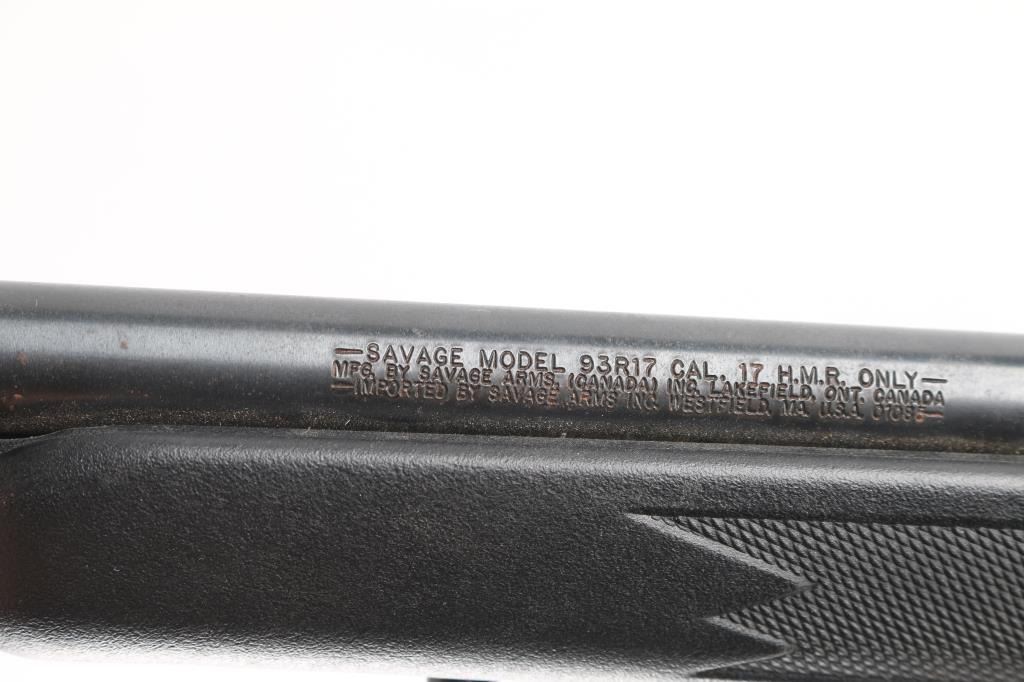 —SAVAGE MODEL 93R17 CAL. 17 H.M.R. ONLY—
MFG. BY SAVAGE ARMS. (CANADA) INC. LAKEFIELD, ONT. CANADA
—IMPORTED BY SAVAGE ARMS INC. WESTFIELD, MA. U.S.A. 01085—